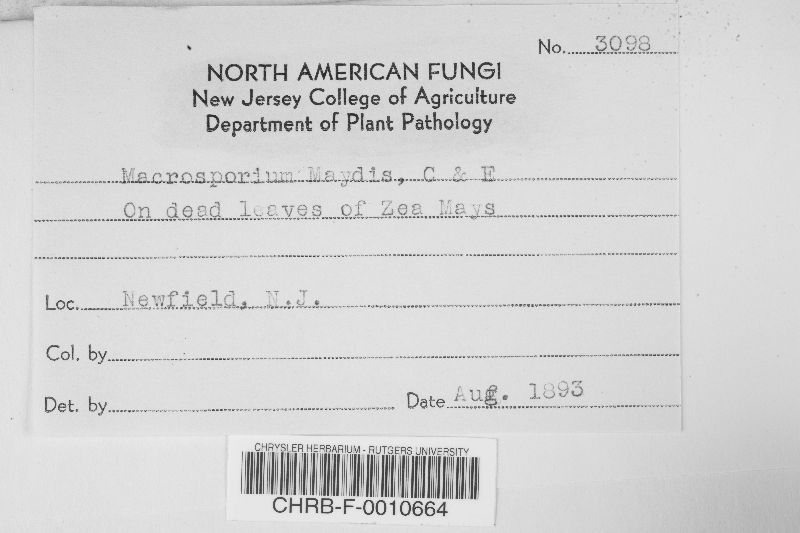 No. 3098
NORTH AMERICAN FUNGI
New Jersey College of Agriculture
Department of Plant Pathology
Macrosporium Maydis, C & E
On dead leaves of Zea Mays
Loc. Newfield, N.J.
Col. by
Det. by Date Aug. 1893
CHRYSLER HERBARIUM - RUTGERS UNIVERSITY
CHRB-F-0010664